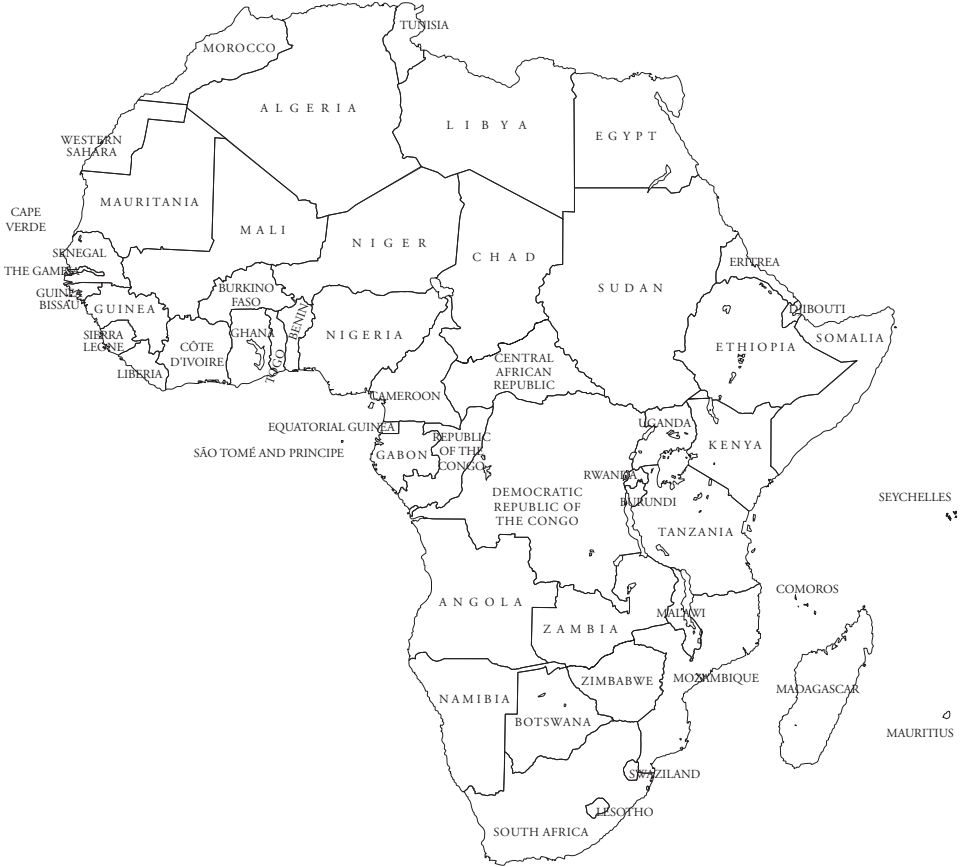 TUNISIA
MOROCCO
ALGERIA
LIBYA
EGYPT
WESTERN
SAHARA
MAURITANIA
CAPE
VERDE
MALI
NIGER
CHAD
SENEGAL
ERITREA
THE GAMBIA
SUDAN
BURKINO
FASO
GUINEA
BISSAU
GUINEA
DJIBOUTI
BENIN
NIGERIA
GHANA
SIERRA
LEONE
SOMALIA
CÔTE
D'IVOIRE
ETHIOPIA
TOGO
CENTRAL
AFRICAN
REPUBLIC
LIBERIA
CAMEROON
UGANDA
EQUATORIAL GUINEA
REPUBLIC
OF THE
CONGO
KENYA
SÃO TOMÉ AND PRINCIPE
GABON
RWANDA
DEMOCRATIC
REPUBLIC OF
THE CONGO
BURUNDI
SEYCHELLES
TANZANIA
COMOROS
ANGOLA
MALAWI
ZAMBIA
MOZAMBIQUE
ZIMBABWE
MADAGASCAR
NAMIBIA
BOTSWANA
MAURITIUS
SWAZILAND
LESOTHO
SOUTH AFRICA